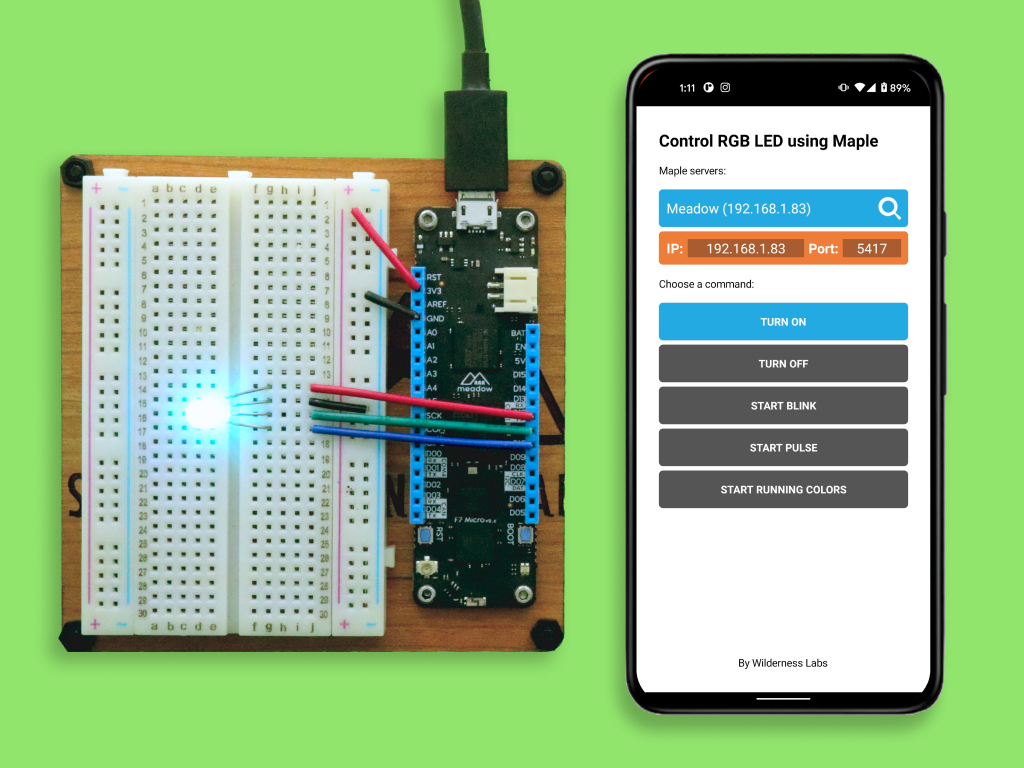 1:11
89%
Control RGB LED using Maple
Maple servers:
Meadow (192.168.1.83)
IP: 192.168.1.83 Port: 5417
Choose a command:
TURN ON
TURN OFF
START BLINK
START PULSE
START RUNNING COLORS
By Wilderness Labs
a b c d e
f g h i j
+
+
1
2
3
4
5
6
7
8
9
10
11
12
13
14
15
16
17
18
19
20
21
22
23
24
25
26
27
28
29
30
a b c d e
f g h i j
+
+
RST
3V3
AREF
GND
A0
A1
A2
A3
A4
SCK
D00
D01
D02
D03
D04
BAT
EN
5V
D15
D14
D13
D09
D08
D07
D06
D05
meadow
F7 Micro
RST
BOOT